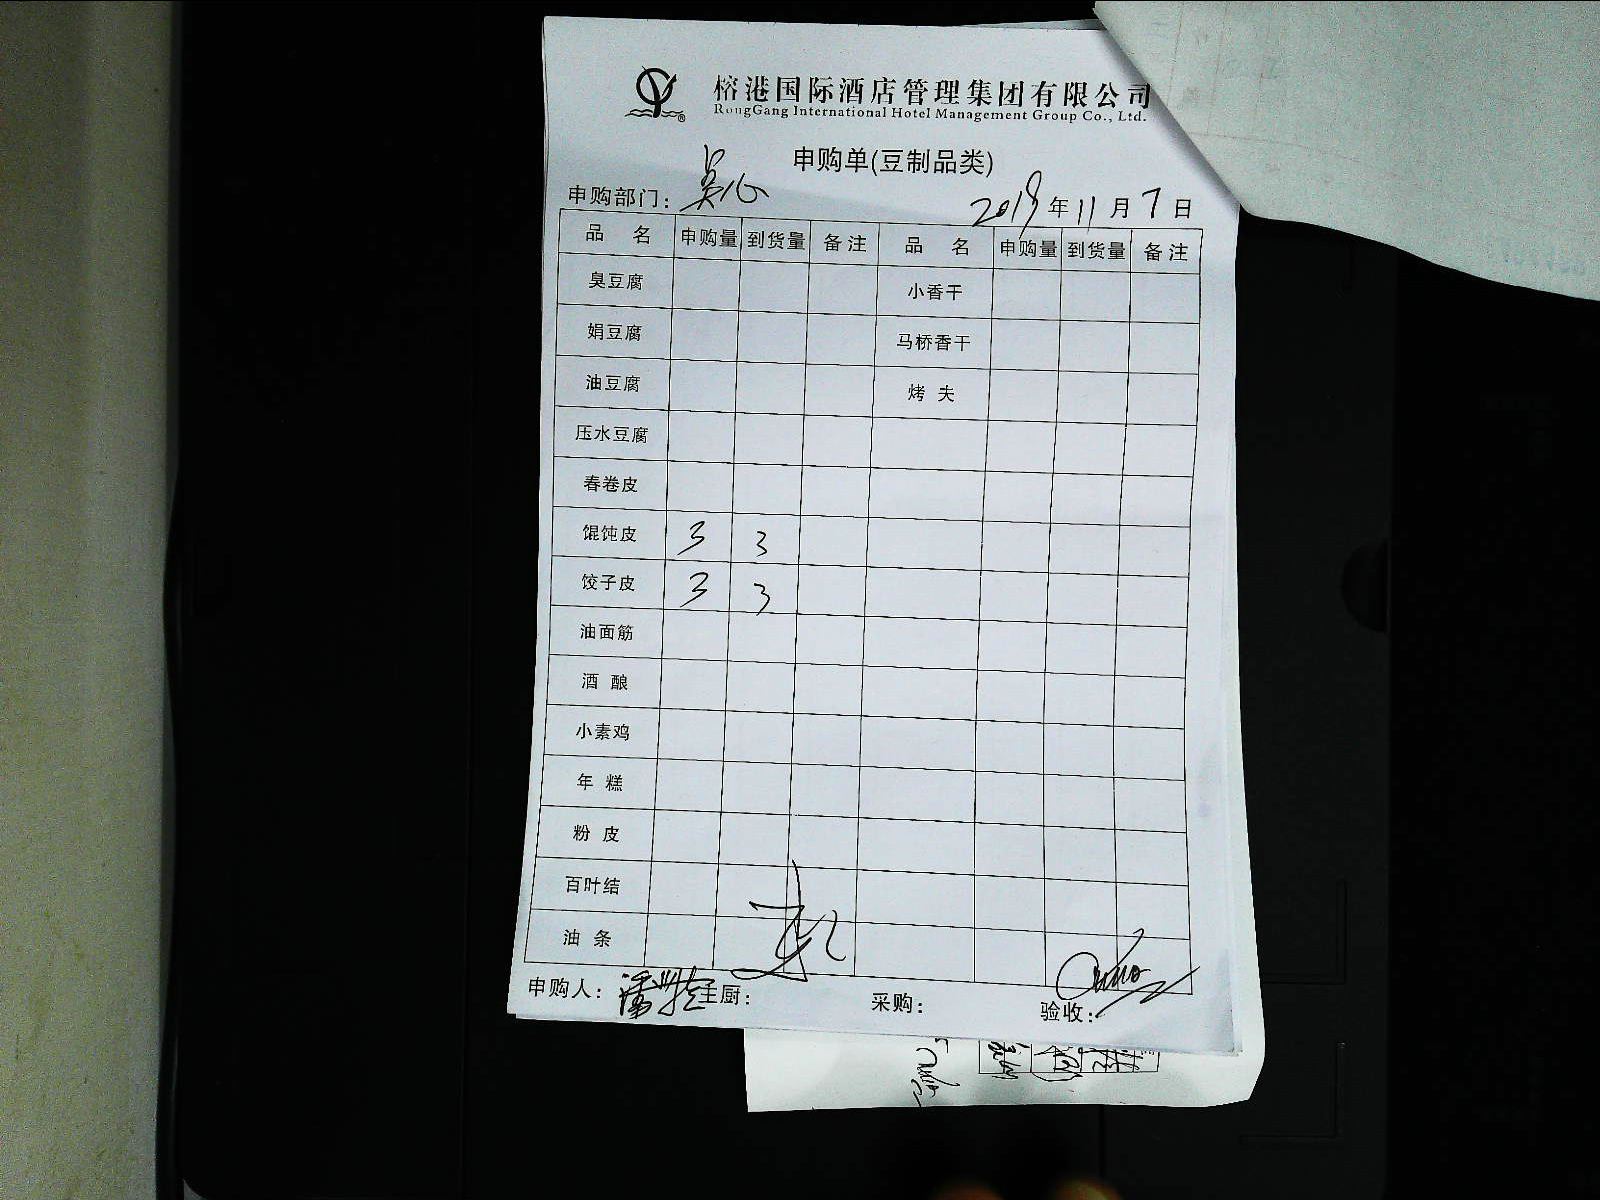 榕港国际酒店管理集团有限公司
RongGang International Hotel Management Group Co., Ltd.
申购单(豆制品类)
申购部门: 点心 2019年11月7日
品 名 申购量 到货量 备注 品 名 申购量 到货量 备注
臭豆腐 小香干
娟豆腐 马桥香干
油豆腐 烤 夫
压水豆腐
春卷皮
馄饨皮 3 3
饺子皮 3 3
油面筋
酒 酿
小素鸡
年 糕
粉 皮
百叶结
油 条
申购人: 主厨: 采购: 验收: